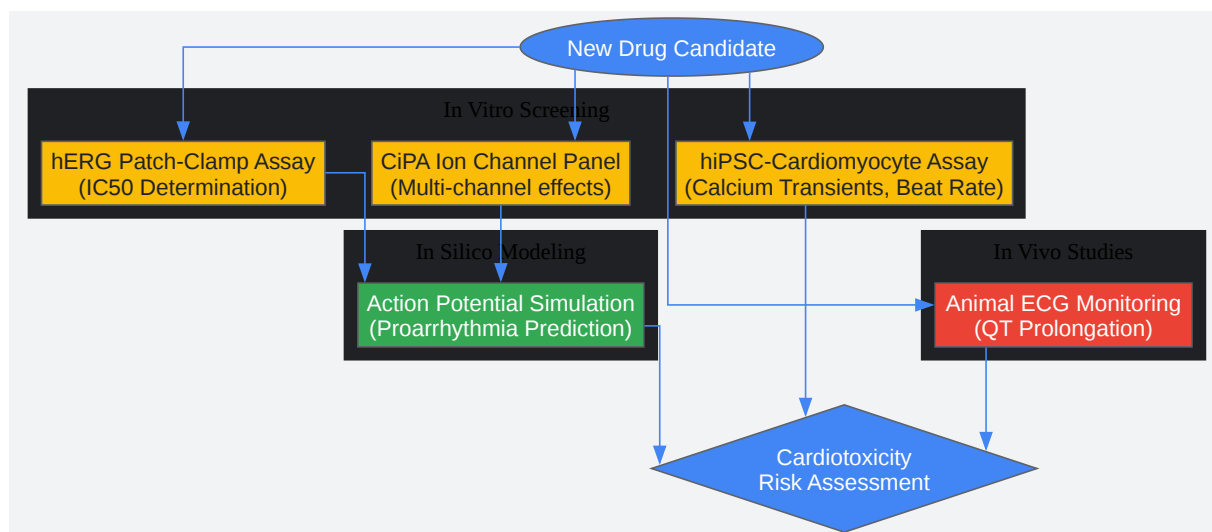 New Drug Candidate
In Vitro Screening
hERG Patch-Clamp Assay
(IC50 Determination)
CiPA Ion Channel Panel
(Multi-channel effects)
hiPSC-Cardiomyocyte Assay
(Calcium Transients, Beat Rate)
In Silico Modeling
Action Potential Simulation
(Proarrhythmia Prediction)
In Vivo Studies
Animal ECG Monitoring
(QT Prolongation)
Cardiotoxicity
Risk Assessment